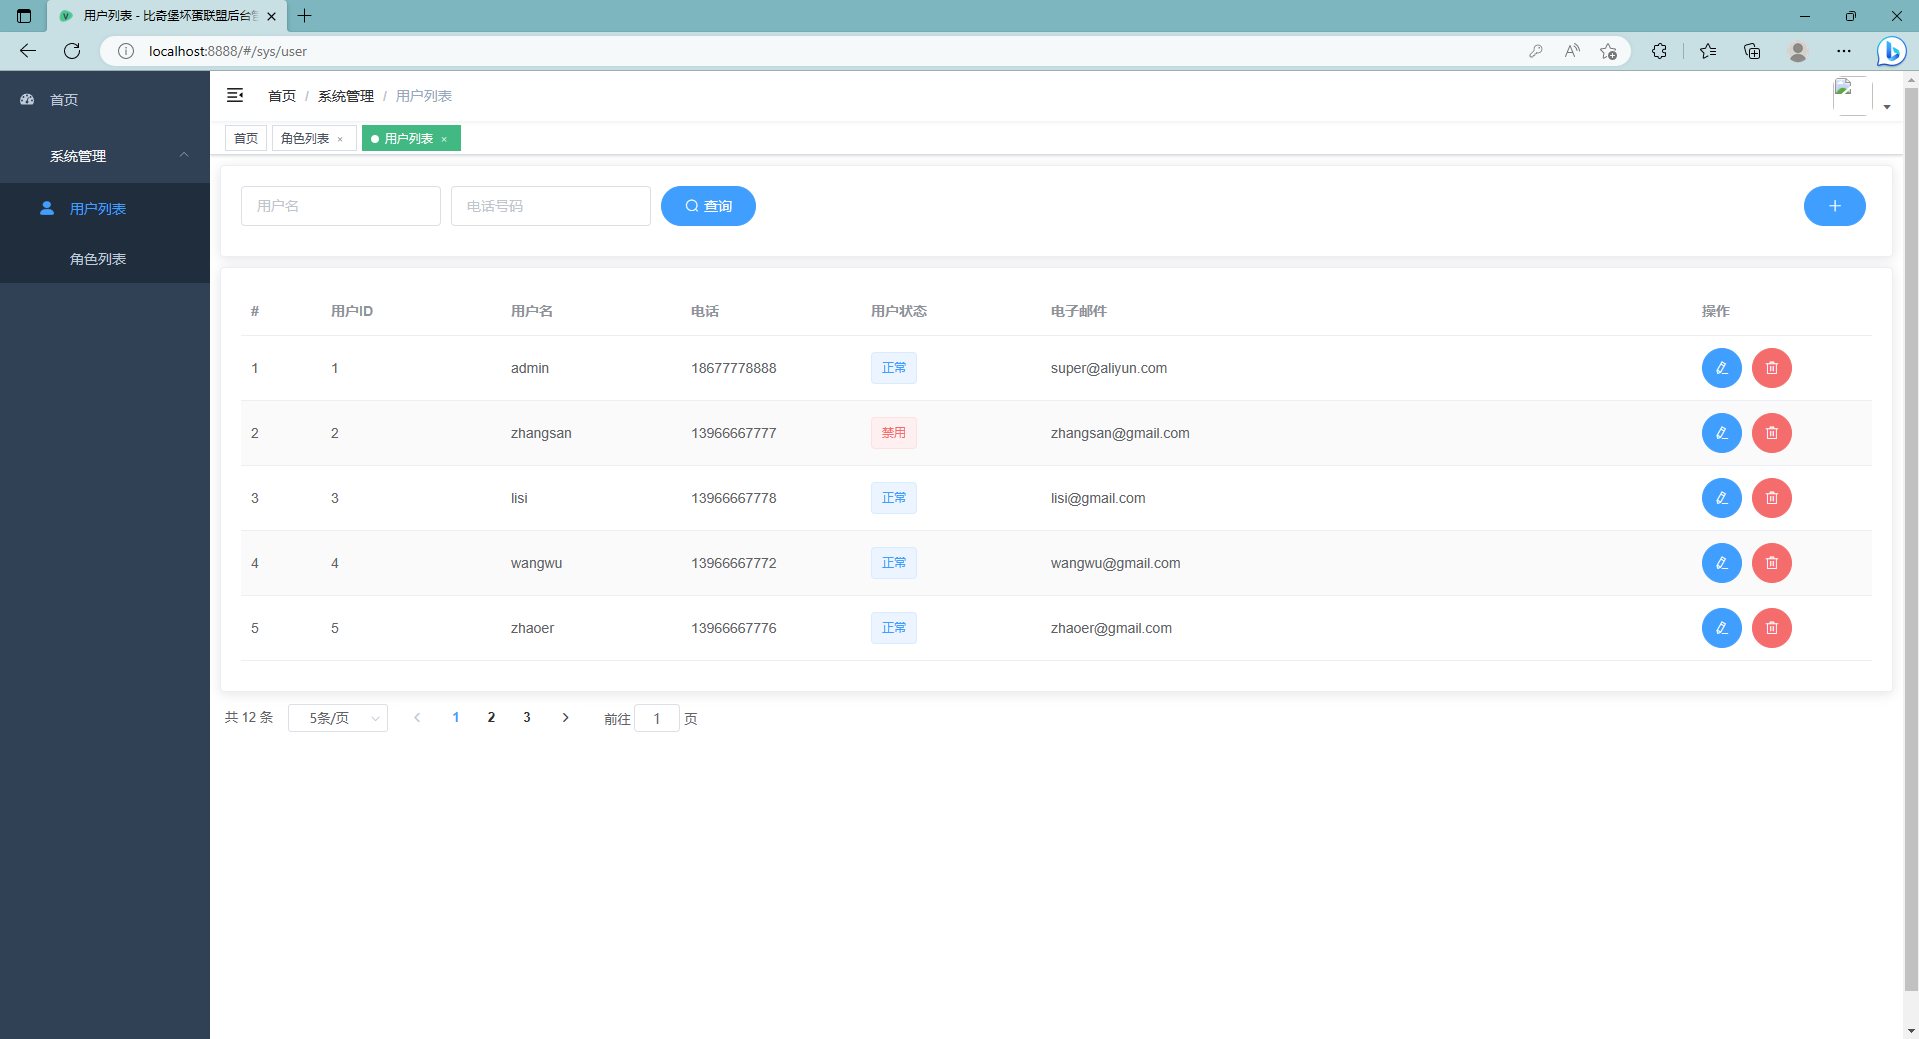 用户列表 - 比奇堡坏蛋联盟后台
localhost:8888/#/sys/user
首页
系统管理
用户列表
角色列表
首页 / 系统管理 / 用户列表
首页 角色列表 × 用户列表 ×
用户名 电话号码 查询
# 用户ID 用户名 电话 用户状态 电子邮件 操作
1 1 admin 18677778888 正常 super@aliyun.com
2 2 zhangsan 13966667777 禁用 zhangsan@gmail.com
3 3 lisi 13966667778 正常 lisi@gmail.com
4 4 wangwu 13966667772 正常 wangwu@gmail.com
5 5 zhaoer 13966667776 正常 zhaoer@gmail.com
共 12 条 5条/页 1 2 3 前往 1 页